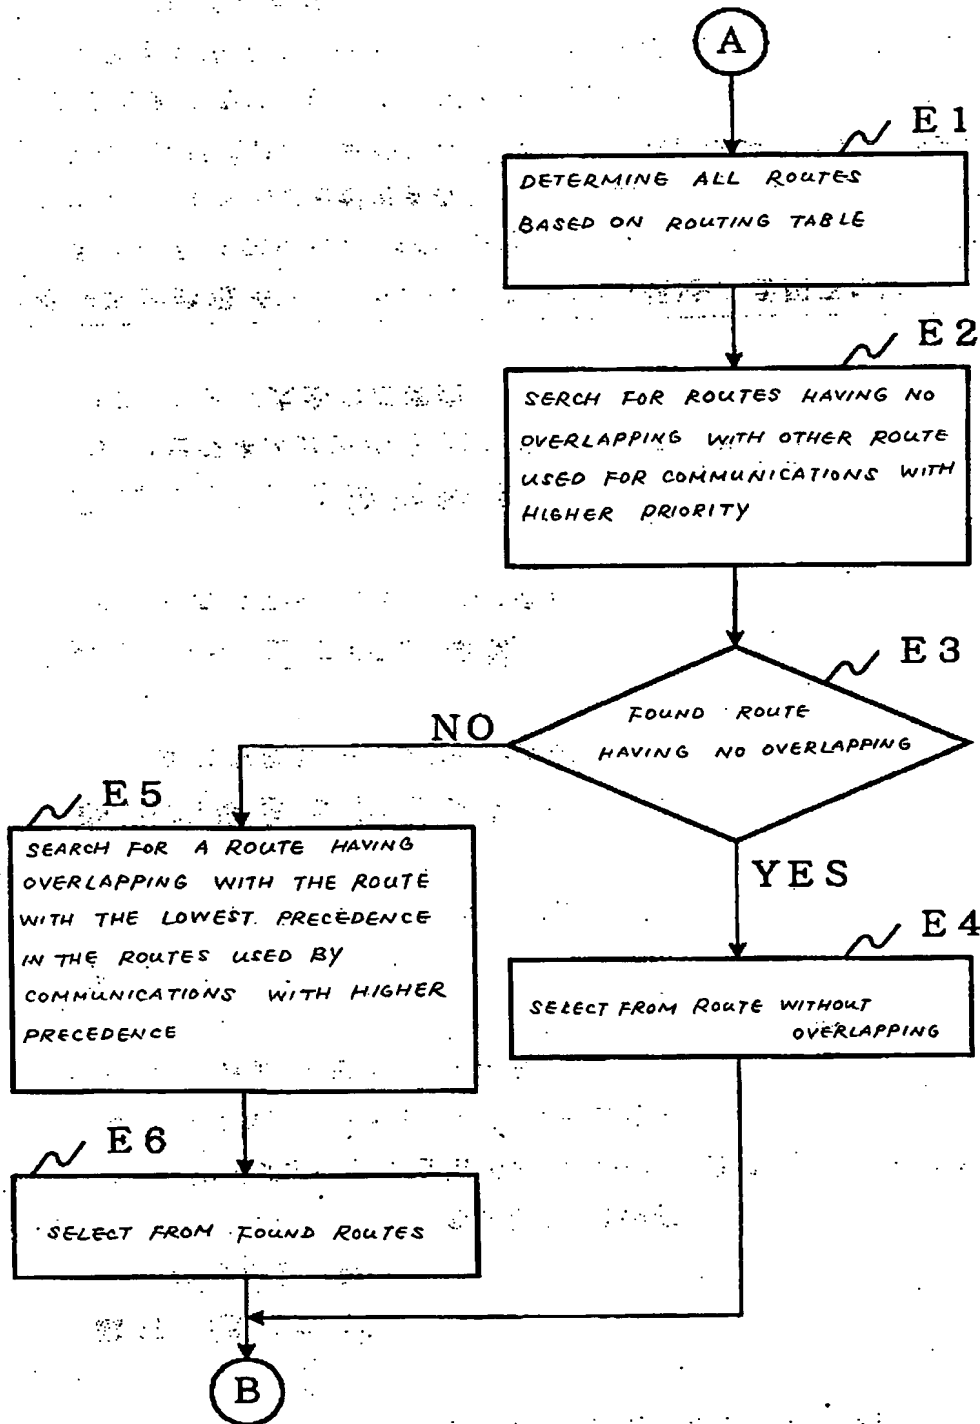 A
E1
DETERMINE ALL ROUTES
BASED ON ROUTING TABLE
E2
SERCH FOR ROUTES HAVING NO
OVERLAPPING WITH OTHER ROUTE
USED FOR COMMUNICATIONS WITH
HIGHER PRIORITY
E3
FOUND ROUTE
HAVING NO OVERLAPPING
NO
YES
E5
SEARCH FOR A ROUTE HAVING
OVERLAPPING WITH THE ROUTE
WITH THE LOWEST PRECEDENCE
IN THE ROUTES USED BY
COMMUNICATIONS WITH HIGHER
PRECEDENCE
E4
SELECT FROM ROUTE WITHOUT
OVERLAPPING
E6
SELECT FROM FOUND ROUTES
B